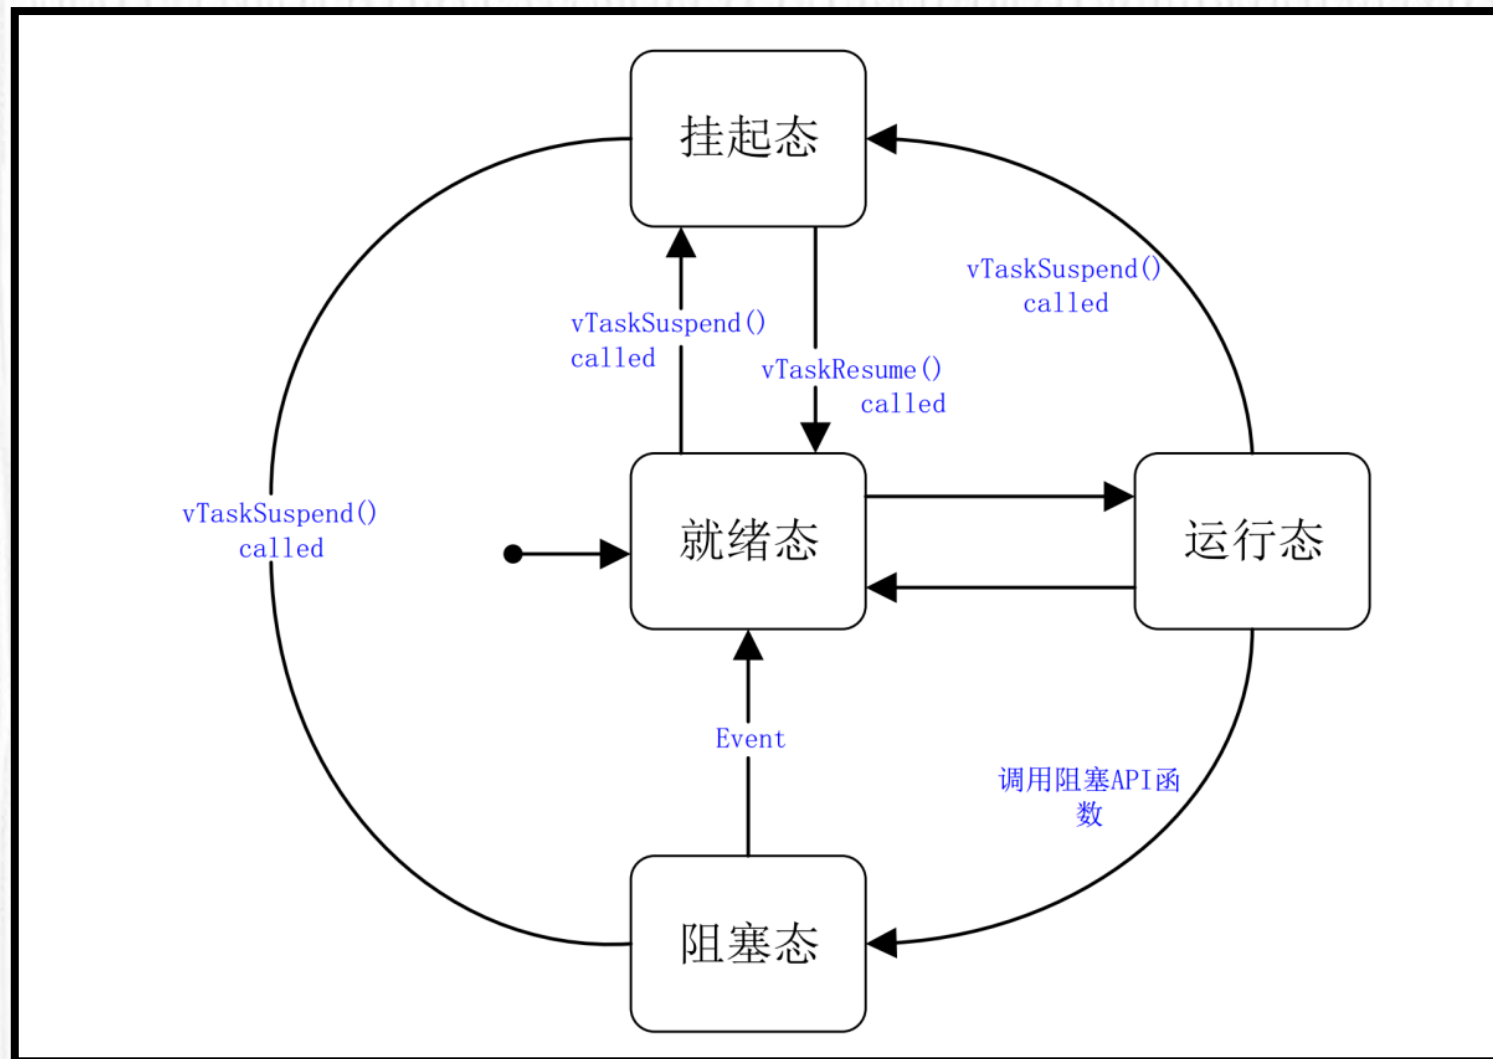 挂起态
vTaskSuspend()
called
vTaskSuspend()
called
vTaskResume()
called
vTaskSuspend()
called
就绪态
运行态
Event
调用阻塞API函
数
阻塞态